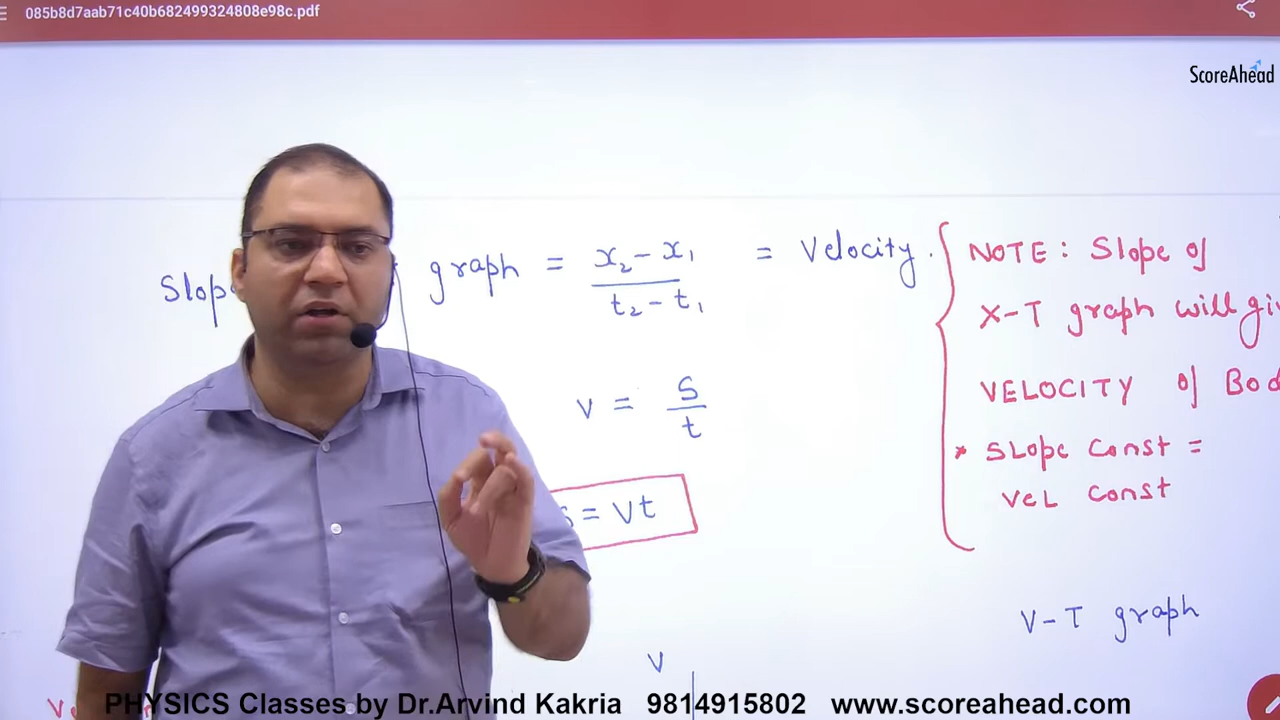 085b8d7aab71c40b682499324808e98c.pdf
ScoreAhead
Slope graph = x₂ - x₁ / t₂ - t₁ = Velocity.
v = s / t
s = vt
NOTE: Slope of
X-T graph will
VELOCITY of
* Slope Const =
Vel Const
V-T graph
V
PHYSICS Classes by Dr.Arvind Kakria 9814915802 www.scoreahead.com